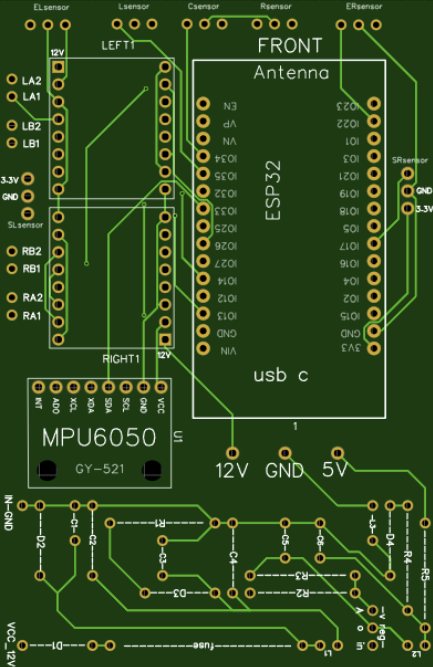 ELsensor Lsensor Csensor Rsensor ERsensor
LEFT1 FRONT
12V
Antenna
LA2
LA1
LB2
LB1
3.3V
GND
SLsensor
RB2
RB1
RA2
RA1
RIGHT1 12V
EN IO23
VP IO22
VN IO1
IO34 IO3
IO35 IO21
IO32 IO19
IO33 IO18
IO25 IO5
IO26 IO17
IO27 IO16
IO14 IO4
IO12 IO2
IO13 IO15
GND GND
VIN 3V3
ESP32
SRsensor
GND
3.3V
usb c
1
INT ADO XCL XDA SDA SCL GND VCC
MPU6050 U1
GY-521
12V GND 5V
IN-GND
D2 C1 C2 R1 L3 C4 C5 C6 L3 D4 R4 R5
R3
D3 R2
A -v reg-
o
in
VCC_12V D1 fuse L1 L2